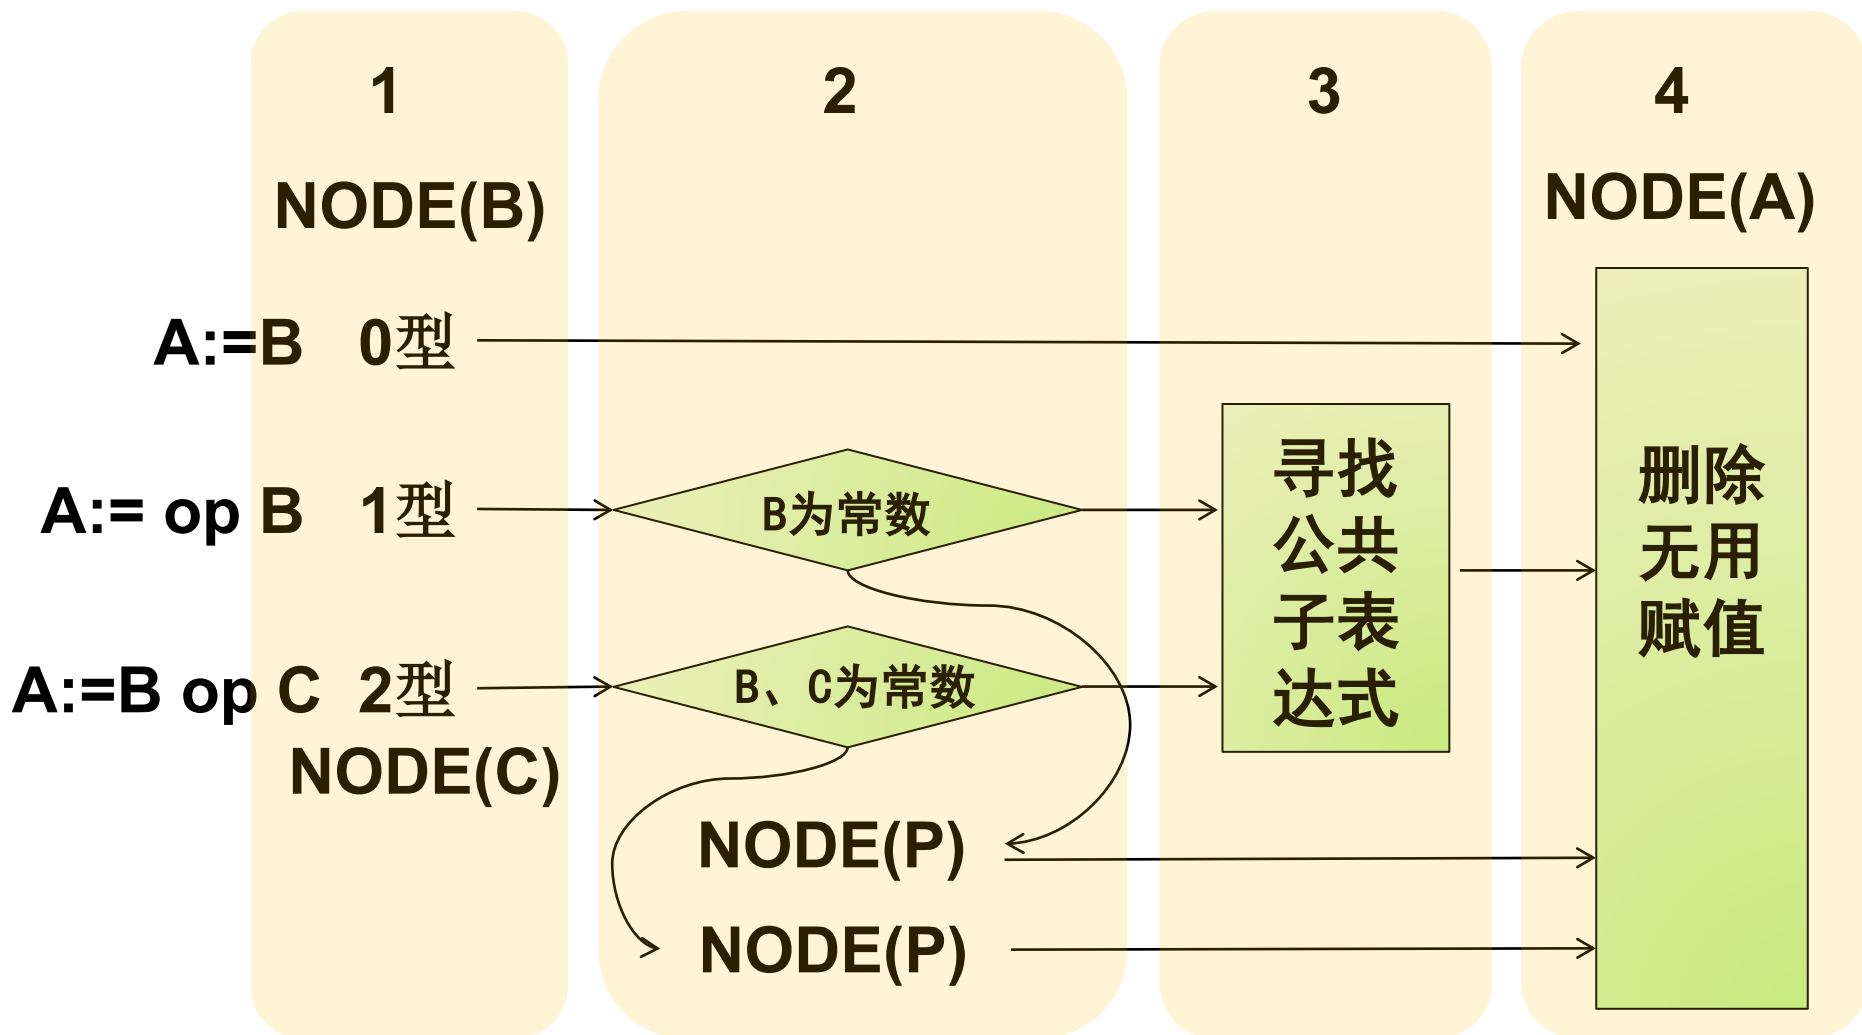 1
2
3
4
NODE(B)
NODE(A)
A:=B 0型
A:= op B 1型
B为常数
A:=B op C 2型
B、C为常数
NODE(C)
寻找
公共
子表
达式
删除
无用
赋值
NODE(P)
NODE(P)